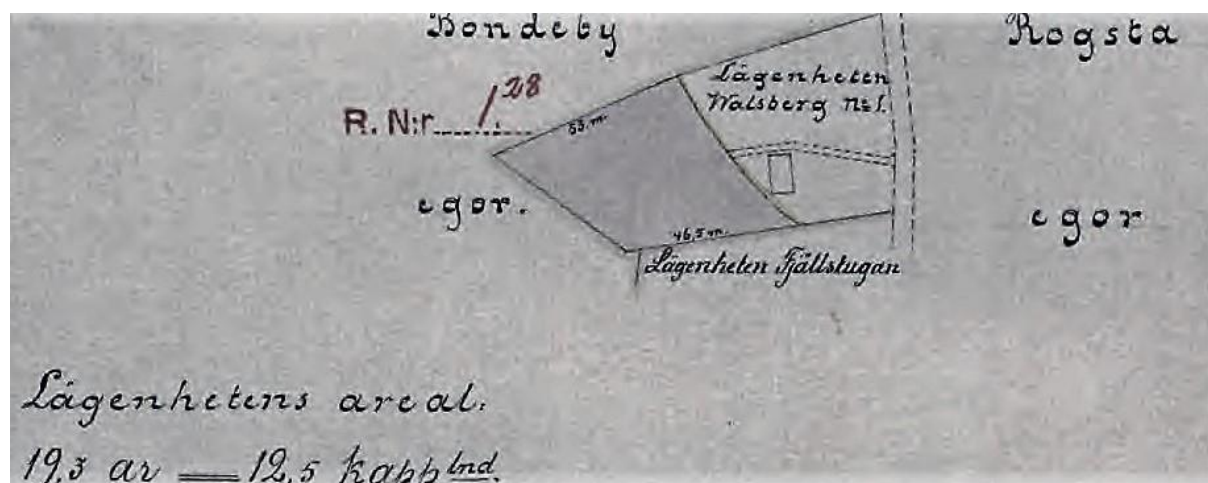 Bondeby
Rogsta
Lägenheten
Walsberg N:1.
R. N:r 1 28
53, m.
egor.
egor
46,5 m.
Lägenheten Fjällstugan
Lägenhetens areal:
19,3 ar = 12,5 kappland.